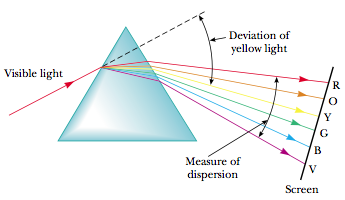 Deviation of
yellow light
Visible light
R
O
Y
G
B
V
Measure of
dispersion
Screen